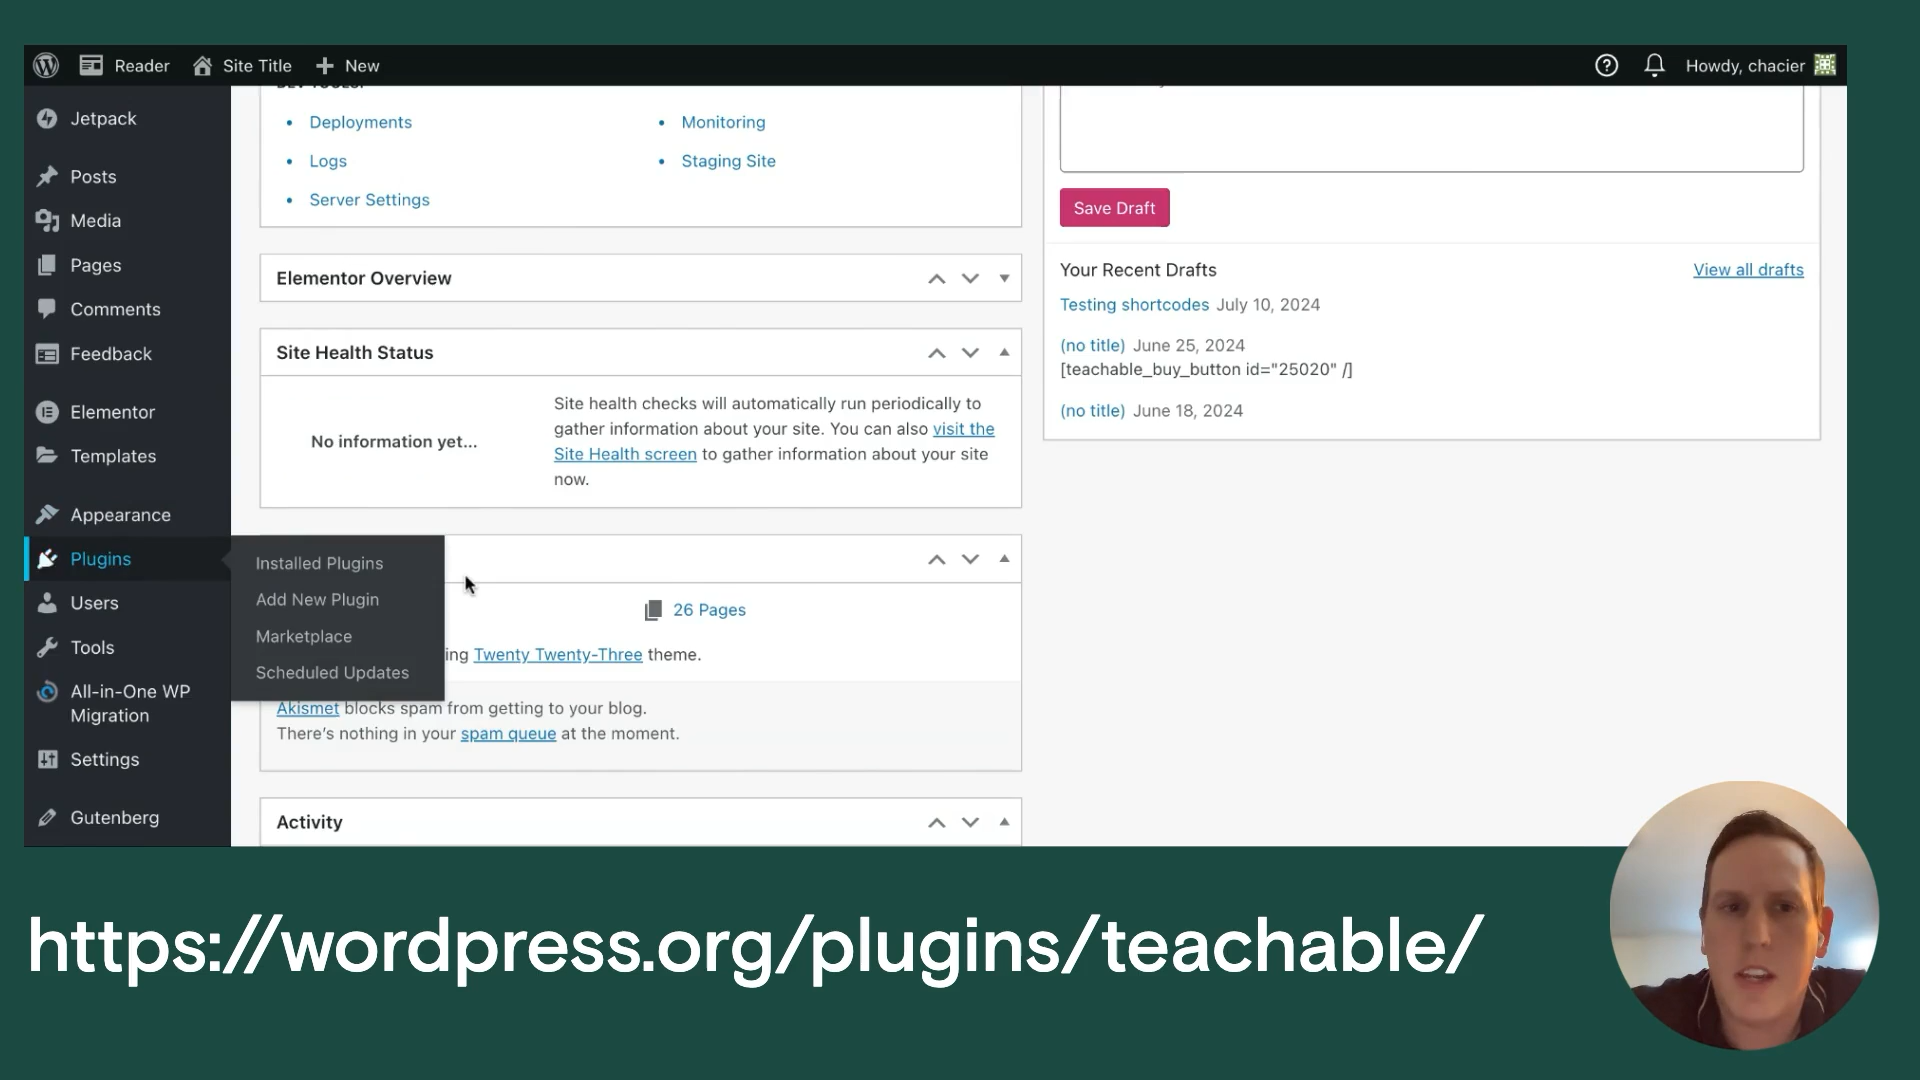 Reader
Site Title
New
Howdy, chacier
Jetpack
Posts
Media
Pages
Comments
Feedback
Elementor
Templates
Appearance
Plugins
Users
Tools
All-in-One WP
Migration
Settings
Gutenberg
Installed Plugins
Add New Plugin
Marketplace
Scheduled Updates
Deployments
Logs
Server Settings
Monitoring
Staging Site
Elementor Overview
Site Health Status
No information yet...
Site health checks will automatically run periodically to
gather information about your site. You can also visit the
Site Health screen to gather information about your site
now.
26 Pages
ing Twenty Twenty-Three theme.
Akismet blocks spam from getting to your blog.
There's nothing in your spam queue at the moment.
Activity
Save Draft
Your Recent Drafts
View all drafts
Testing shortcodes July 10, 2024
(no title) June 25, 2024
[teachable_buy_button id="25020" /]
(no title) June 18, 2024
https://wordpress.org/plugins/teachable/